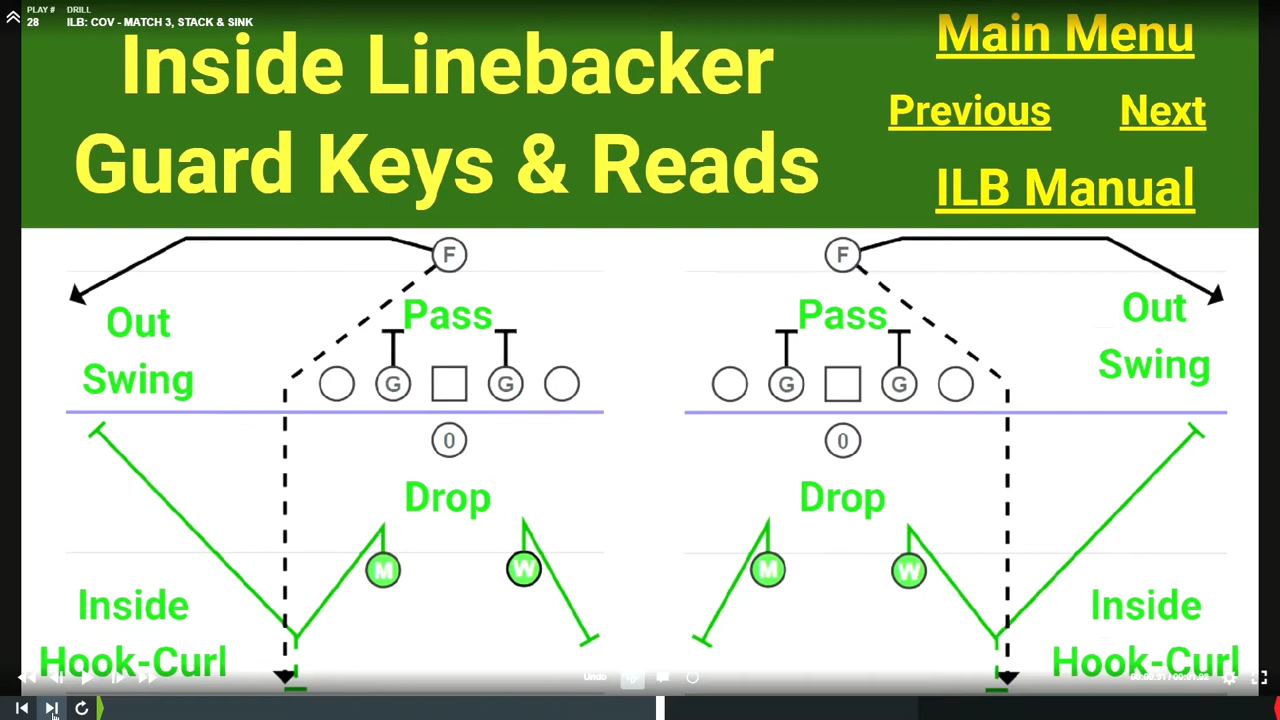 PLAY # DRILL
28 ILB: COV - MATCH 3, STACK & SINK
Inside Linebacker
Guard Keys & Reads
Main Menu
Previous Next
ILB Manual
F F
Out
Swing
Pass
Pass
Out
Swing
G G G G
0 0
Drop
Drop
M W M W
Inside
Hook-Curl
Inside
Hook-Curl
Undo